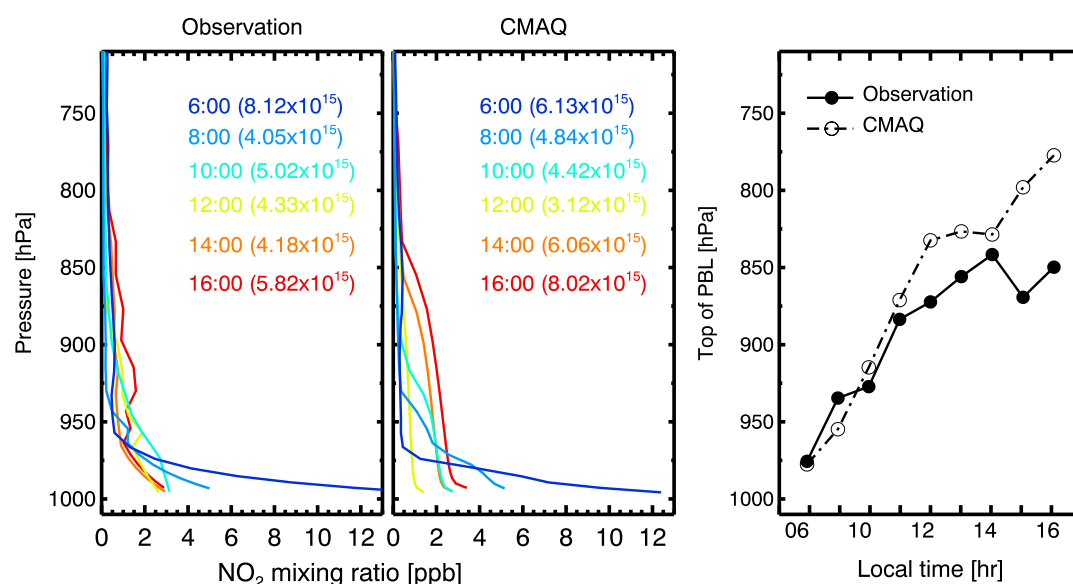 Observation
CMAQ
Pressure [hPa]
750
800
850
900
950
1000
6:00 (8.12x10¹⁵)
8:00 (4.05x10¹⁵)
10:00 (5.02x10¹⁵)
12:00 (4.33x10¹⁵)
14:00 (4.18x10¹⁵)
16:00 (5.82x10¹⁵)
0 2 4 6 8 10 12
6:00 (6.13x10¹⁵)
8:00 (4.84x10¹⁵)
10:00 (4.42x10¹⁵)
12:00 (3.12x10¹⁵)
14:00 (6.06x10¹⁵)
16:00 (8.02x10¹⁵)
0 2 4 6 8 10 12
NO₂ mixing ratio [ppb]
Top of PBL [hPa]
750
800
850
900
950
1000
Observation
CMAQ
06 08 10 12 14 16
Local time [hr]